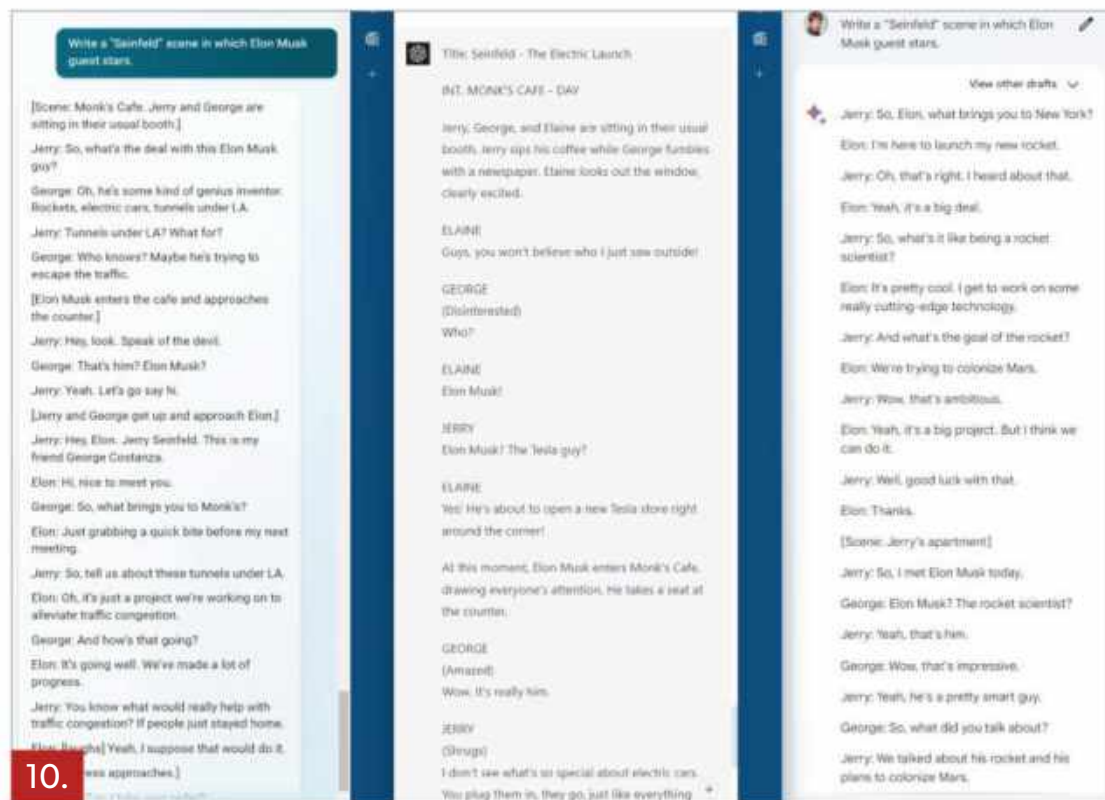 Write a "Seinfeld" scene in which Elon Musk
guest stars.
[Scene: Monk's Cafe. Jerry and George are
sitting in their usual booth.]
Jerry: So, what's the deal with this Elon Musk
guy?
George: Oh, he's some kind of genius inventor.
Rockets, electric cars, tunnels under LA.
Jerry: Tunnels under LA? What for?
George: Who knows? Maybe he's trying to
escape the traffic.
[Elon Musk enters the cafe and approaches
the counter.]
Jerry: Hey, look. Speak of the devil.
George: That's him? Elon Musk?
Jerry: Yeah. Let's go say hi.
[Jerry and George get up and approach Elon.]
Jerry: Hey, Elon. Jerry Seinfeld. This is my
friend George Costanza.
Elon: Hi, nice to meet you.
George: So, what brings you to Monk's?
Elon: Just grabbing a quick bite before my next
meeting.
Jerry: So, tell us about these tunnels under LA.
Elon: Oh, it's just a project we're working on to
alleviate traffic congestion.
George: And how's that going?
Elon: It's going well. We've made a lot of
progress.
Jerry: You know what would really help with
traffic congestion? If people just stayed home.
Yeah, I suppose that would do it.
approaches.]
10.
Title: Seinfeld - The Electric Launch
INT. MONK'S CAFE - DAY
Jerry, George, and Elaine are sitting in their usual
booth. Jerry sips his coffee while George fumbles
with a newspaper. Elaine looks out the window,
clearly excited.
ELAINE
Guys, you won't believe who I just saw outside!
GEORGE
(Disinterested)
Who?
ELAINE
Elon Musk!
JERRY
Elon Musk? The Tesla guy?
ELAINE
Yes! He's about to open a new Tesla store right
around the corner!
At this moment, Elon Musk enters Monk's Cafe,
drawing everyone's attention. He takes a seat at
the counter.
GEORGE
(Amazed)
Wow. It's really him.
JERRY
(Shrugs)
I don't see what's so special about electric cars.
You plug them in, they go, just like everything
Write a "Seinfeld" scene in which Elon
Musk guest stars.
View other drafts
Jerry: So, Elon, what brings you to New York?
Elon: I'm here to launch my new rocket.
Jerry: Oh, that's right. I heard about that.
Elon: Yeah, it's a big deal.
Jerry: So, what's it like being a rocket
scientist?
Elon: It's pretty cool. I get to work on some
really cutting-edge technology.
Jerry: And what's the goal of the rocket?
Elon: We're trying to colonize Mars.
Jerry: Wow, that's ambitious.
Elon: Yeah, it's a big project. But I think we
can do it.
Jerry: Well, good luck with that.
Elon: Thanks.
[Scene: Jerry's apartment]
Jerry: So, I met Elon Musk today.
George: Elon Musk? The rocket scientist?
Jerry: Yeah, that's him.
George: Wow, that's impressive.
Jerry: Yeah, he's a pretty smart guy.
George: So, what did you talk about?
Jerry: We talked about his rocket and his
plans to colonize Mars.